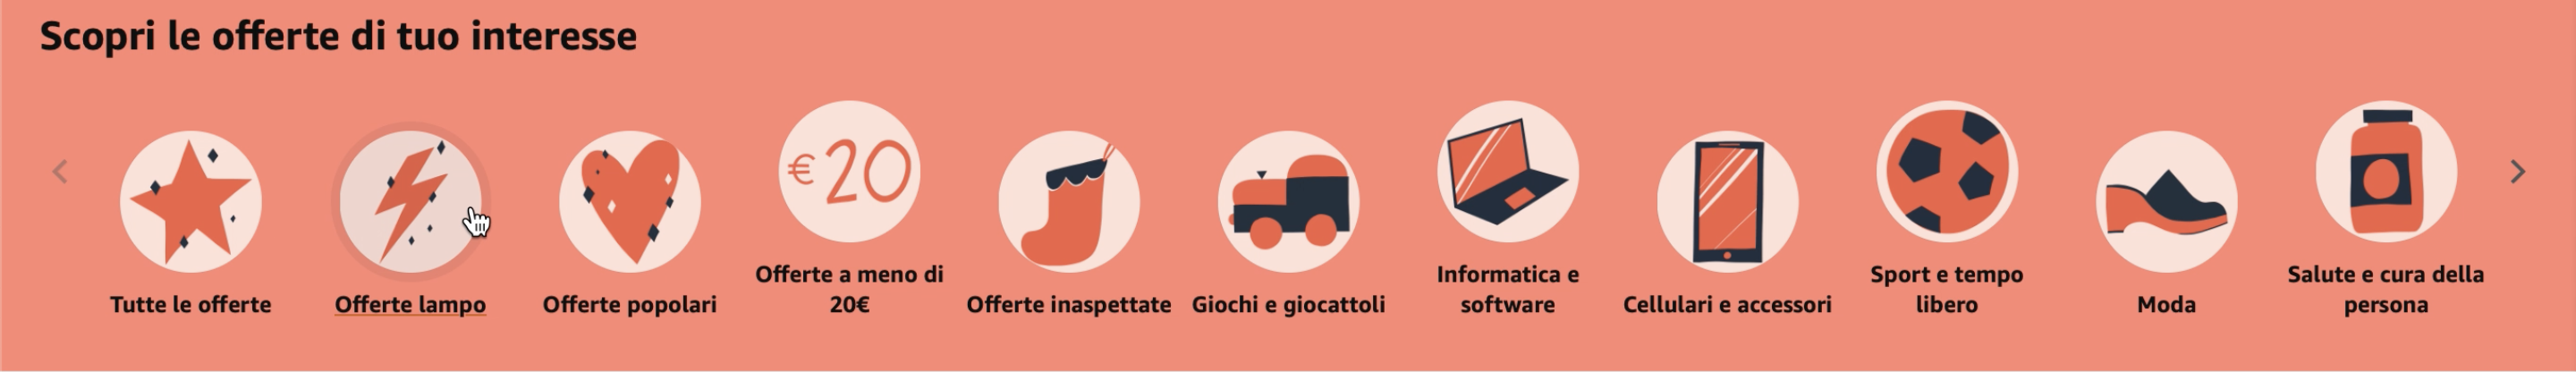 Scopri le offerte di tuo interesse
€20
Tutte le offerte
Offerte lampo
Offerte popolari
Offerte a meno di
20€
Offerte inaspettate
Giochi e giocattoli
Informatica e
software
Cellulari e accessori
Sport e tempo
libero
Moda
Salute e cura della
persona